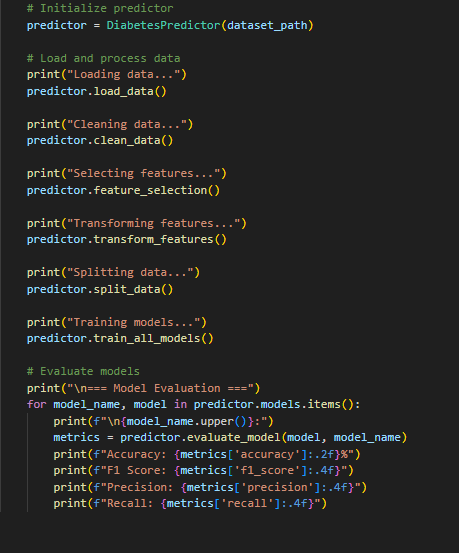 # Initialize predictor
predictor = DiabetesPredictor(dataset_path)
# Load and process data
print("Loading data...")
predictor.load_data()
print("Cleaning data...")
predictor.clean_data()
print("Selecting features...")
predictor.feature_selection()
print("Transforming features...")
predictor.transform_features()
print("Splitting data...")
predictor.split_data()
print("Training models...")
predictor.train_all_models()
# Evaluate models
print("\n=== Model Evaluation ===")
for model_name, model in predictor.models.items():
    print(f"\n{model_name.upper()}:")
    metrics = predictor.evaluate_model(model, model_name)
    print(f"Accuracy: {metrics['accuracy']:.2f}%")
    print(f"F1 Score: {metrics['f1_score']:.4f}")
    print(f"Precision: {metrics['precision']:.4f}")
    print(f"Recall: {metrics['recall']:.4f}")